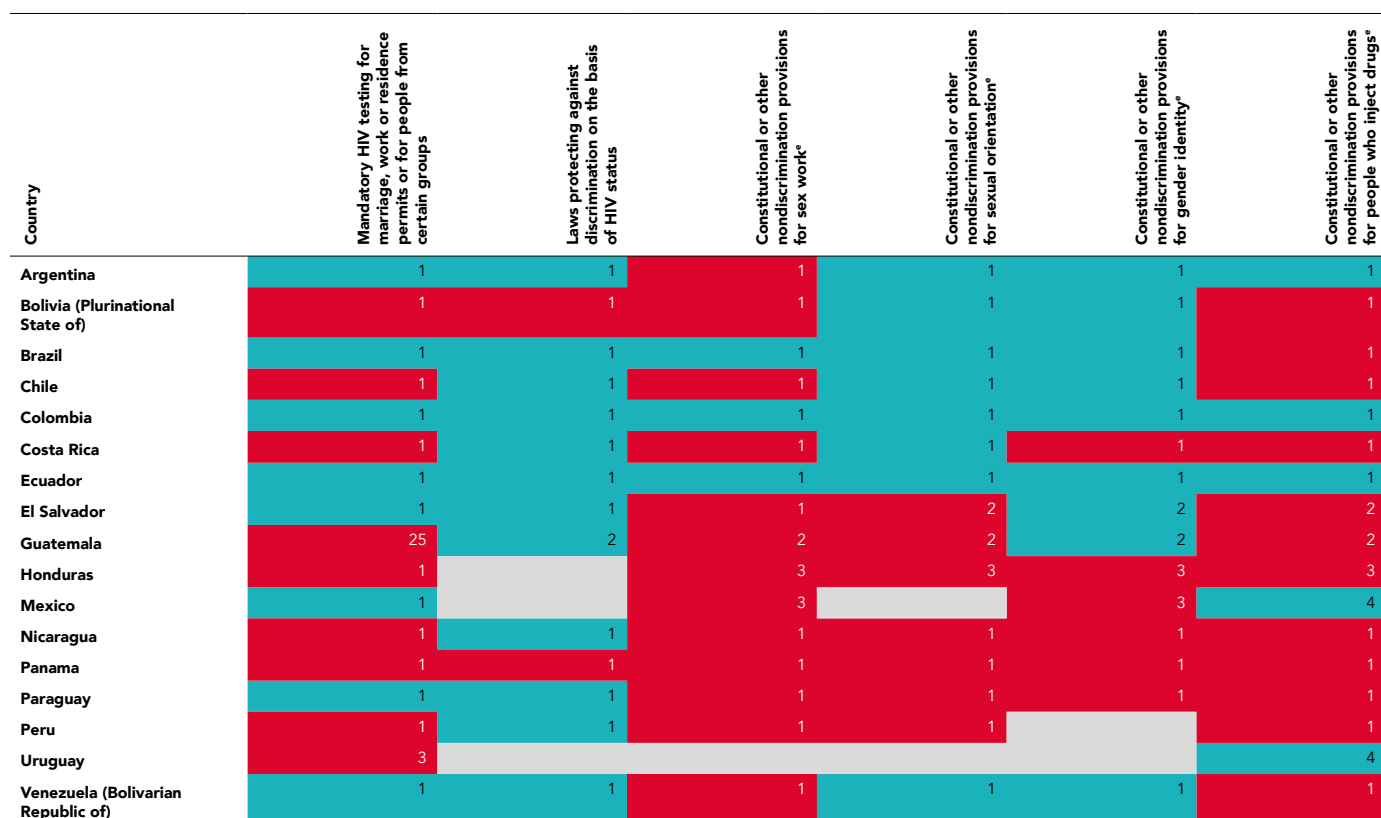 Country
Mandatory HIV testing for
marriage, work or residence
permits or for people from
certain groups
Laws protecting against
discrimination on the basis
of HIV status
Constitutional or other
nondiscrimination provisions
for sex workᵉ
Constitutional or other
nondiscrimination provisions
for sexual orientationᵉ
Constitutional or other
nondiscrimination provisions
for gender identityᵉ
Constitutional or other
nondiscrimination provisions
for people who inject drugsᵉ
Argentina 1 1 1 1 1 1
Bolivia (Plurinational 1 1 1 1 1 1
State of)
Brazil 1 1 1 1 1 1
Chile 1 1 1 1 1 1
Colombia 1 1 1 1 1 1
Costa Rica 1 1 1 1 1 1
Ecuador 1 1 1 1 1 1
El Salvador 1 1 1 2 2 2
Guatemala 25 2 2 2 2 2
Honduras 1 3 3 3 3
Mexico 1 3 3 4
Nicaragua 1 1 1 1 1 1
Panama 1 1 1 1 1 1
Paraguay 1 1 1 1 1 1
Peru 1 1 1 1 1
Uruguay 3 4
Venezuela (Bolivarian 1 1 1 1 1 1
Republic of)